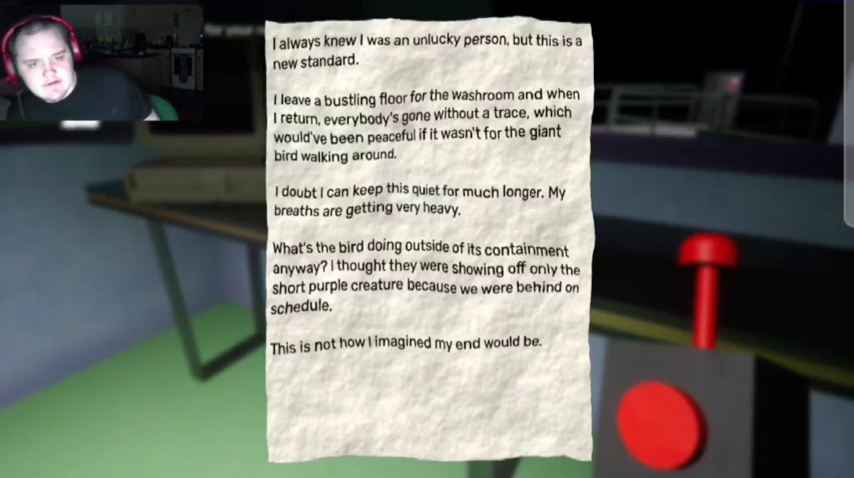 I always knew I was an unlucky person, but this is a
new standard.
I leave a bustling floor for the washroom and when
I return, everybody's gone without a trace, which
would've been peaceful if it wasn't for the giant
bird walking around.
I doubt I can keep this quiet for much longer. My
breaths are getting very heavy.
What's the bird doing outside of its containment
anyway? I thought they were showing off only the
short purple creature because we were behind on
schedule.
This is not how I imagined my end would be.